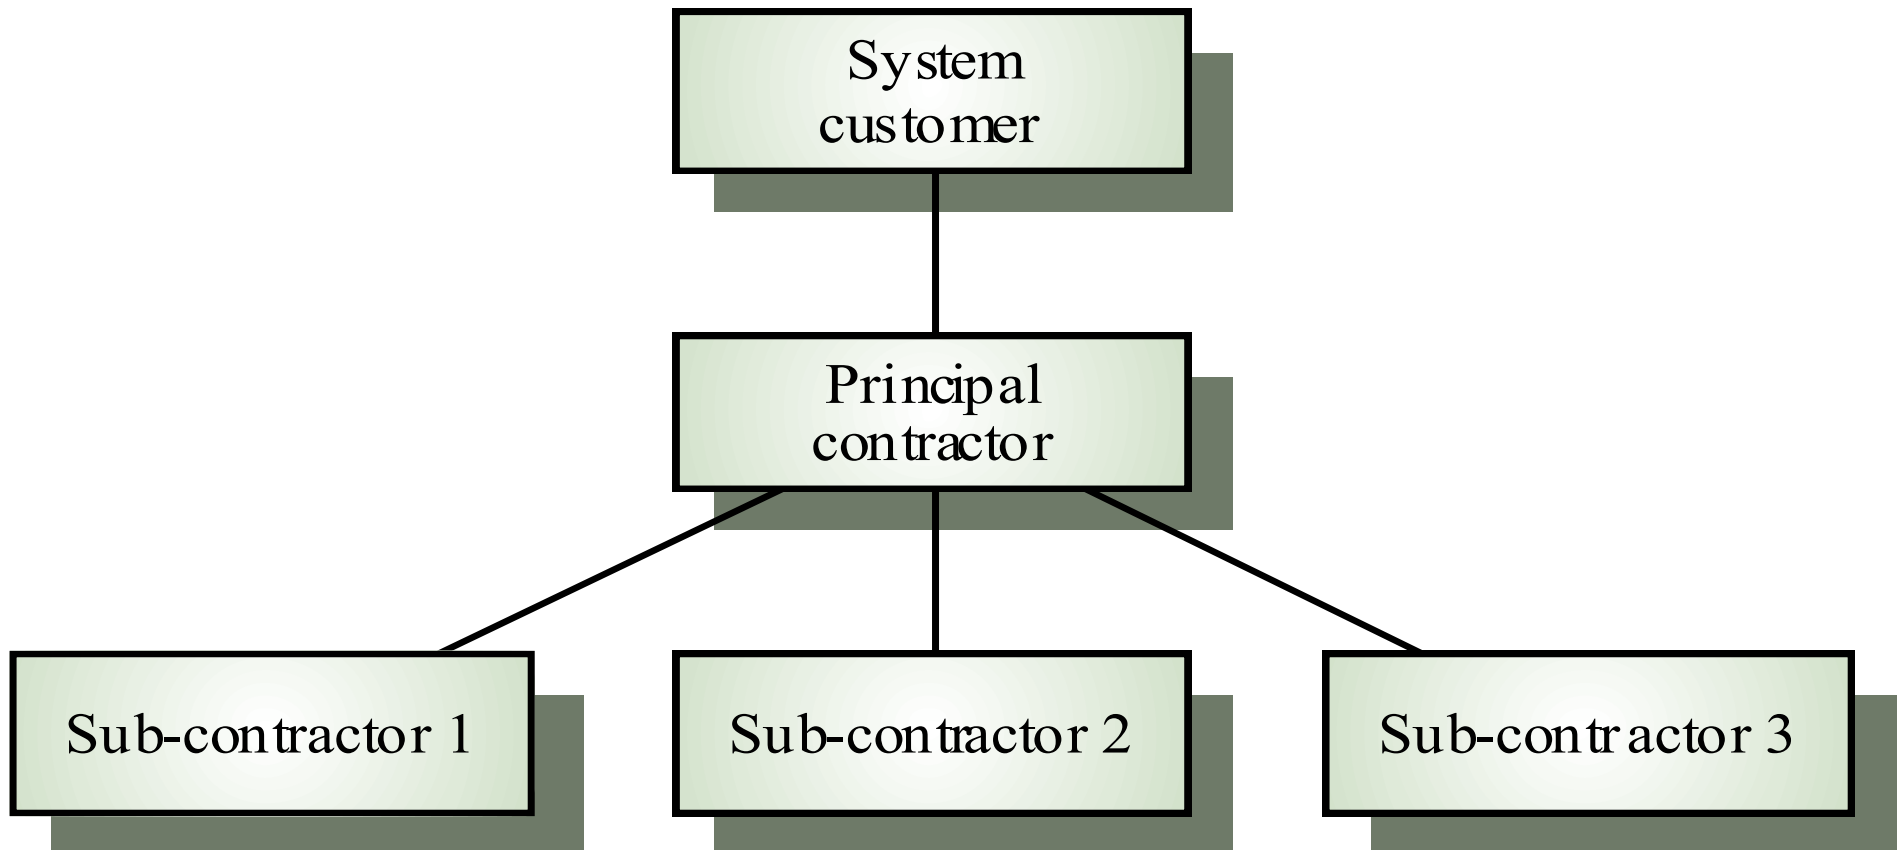 System
customer
Principal
contractor
Sub-contractor 1
Sub-contractor 2
Sub-contractor 3